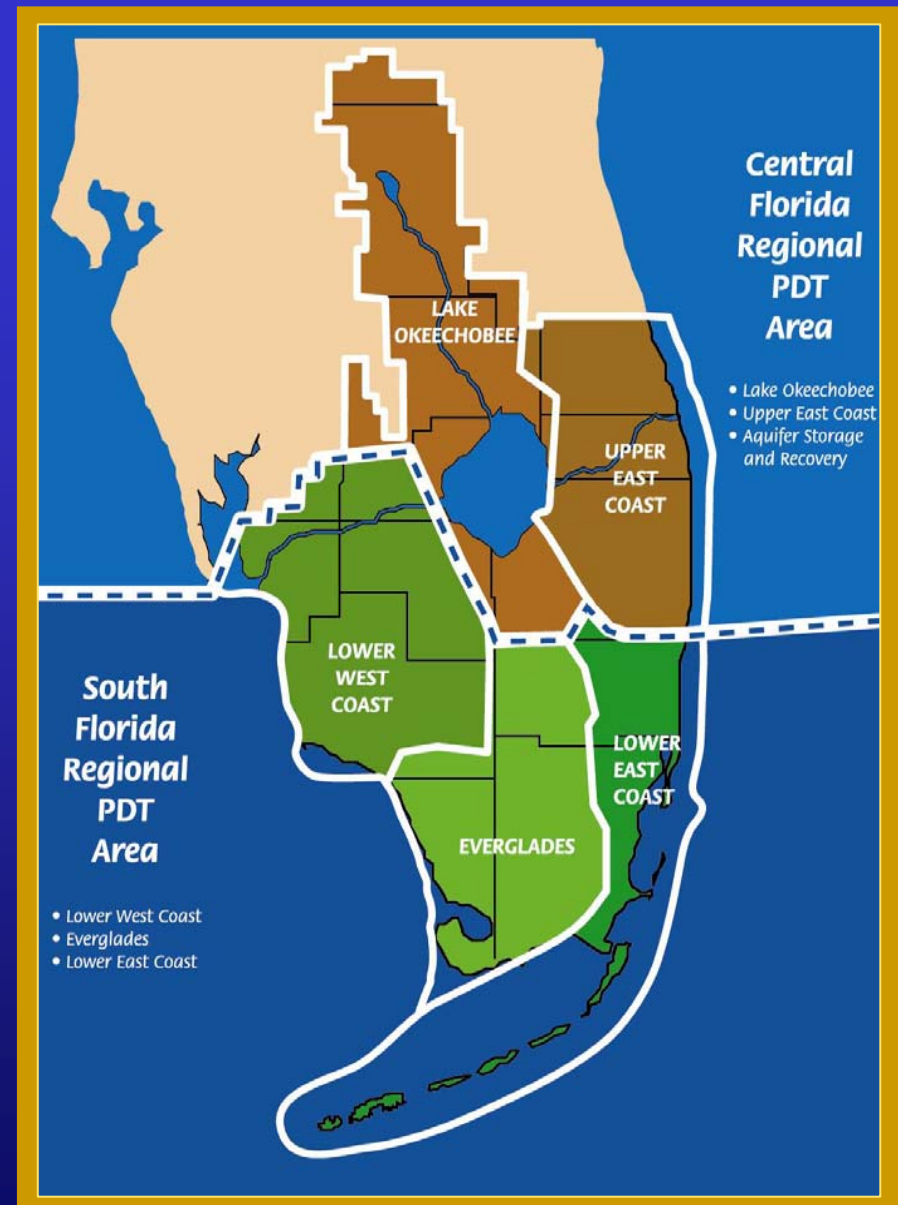 Central
Florida
Regional
PDT
Area
• Lake Okeechobee
• Upper East Coast
• Aquifer Storage
and Recovery
LAKE
OKEECHOBEE
UPPER
EAST
COAST
LOWER
WEST
COAST
South
Florida
Regional
PDT
Area
• Lower West Coast
• Everglades
• Lower East Coast
LOWER
EAST
COAST
EVERGLADES